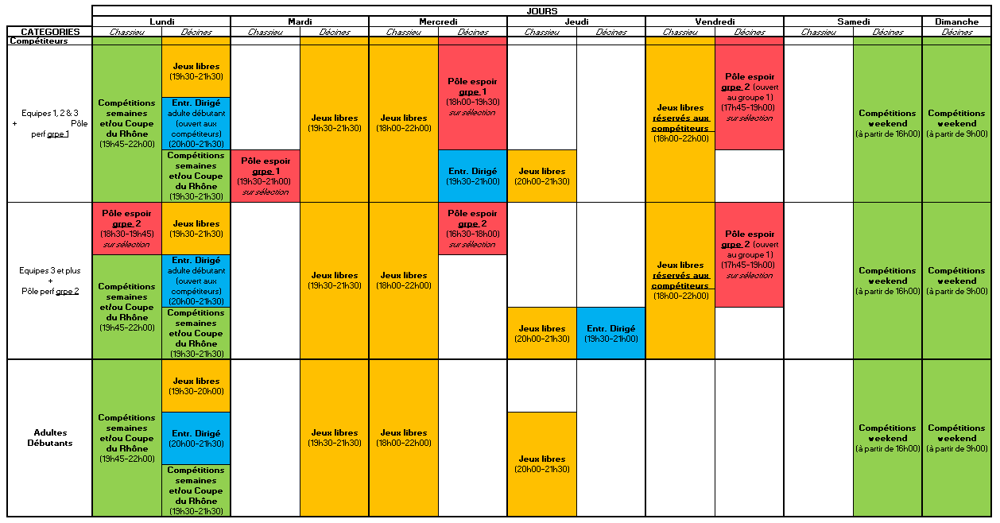 JOURS
Lundi Mardi Mercredi Jeudi Vendredi Samedi Dimanche
CATEGORIES Chassieu Décines Chassieu Décines Chassieu Décines Chassieu Décines Chassieu Décines Chassieu Décines Décines
Compétiteurs
Equipes 1, 2 & 3
+ Pôle
perf grpe 1
Compétitions
semaines
et/ou Coupe
du Rhône
(19h45-22h00)
Jeux libres
(19h30-21h30)
Entr. Dirigé
adulte débutant
(ouvert aux
compétiteurs)
(20h00-21h30)
Compétitions
semaines
et/ou Coupe
du Rhône
(19h30-21h30)
Pôle espoir
grpe 1
(19h30-21h00)
sur sélection
Jeux libres
(19h30-21h30)
Jeux libres
(18h00-22h00)
Pôle espoir
grpe 1
(18h00-19h30)
sur sélection
Entr. Dirigé
(19h30-21h00)
Jeux libres
(20h00-21h30)
Jeux libres
réservés aux
compétiteurs
(18h00-22h00)
Pôle espoir
grpe 2 (ouvert
au groupe 1)
(17h45-19h00)
sur sélection
Compétitions
weekend
(à partir de 16h00)
Compétitions
weekend
(à partir de 9h00)
Equipes 3 et plus
+
Pôle perf grpe 2
Pôle espoir
grpe 2
(18h30-19h45)
sur sélection
Compétitions
semaines
et/ou Coupe
du Rhône
(19h45-22h00)
Jeux libres
(19h30-21h30)
Entr. Dirigé
adulte débutant
(ouvert aux
compétiteurs)
(20h00-21h30)
Compétitions
semaines
et/ou Coupe
du Rhône
(19h30-21h30)
Jeux libres
(19h30-21h30)
Jeux libres
(18h00-22h00)
Pôle espoir
grpe 2
(16h30-18h00)
sur sélection
Jeux libres
(20h00-21h30)
Entr. Dirigé
(19h30-21h00)
Jeux libres
réservés aux
compétiteurs
(18h00-22h00)
Pôle espoir
grpe 2 (ouvert
au groupe 1)
(17h45-19h00)
sur sélection
Compétitions
weekend
(à partir de 16h00)
Compétitions
weekend
(à partir de 9h00)
Adultes
Débutants
Compétitions
semaines
et/ou Coupe
du Rhône
(19h45-22h00)
Jeux libres
(19h30-20h00)
Entr. Dirigé
(20h00-21h30)
Compétitions
semaines
et/ou Coupe
du Rhône
(19h30-21h30)
Jeux libres
(19h30-21h30)
Jeux libres
(18h00-22h00)
Jeux libres
(20h00-21h30)
Compétitions
weekend
(à partir de 16h00)
Compétitions
weekend
(à partir de 9h00)